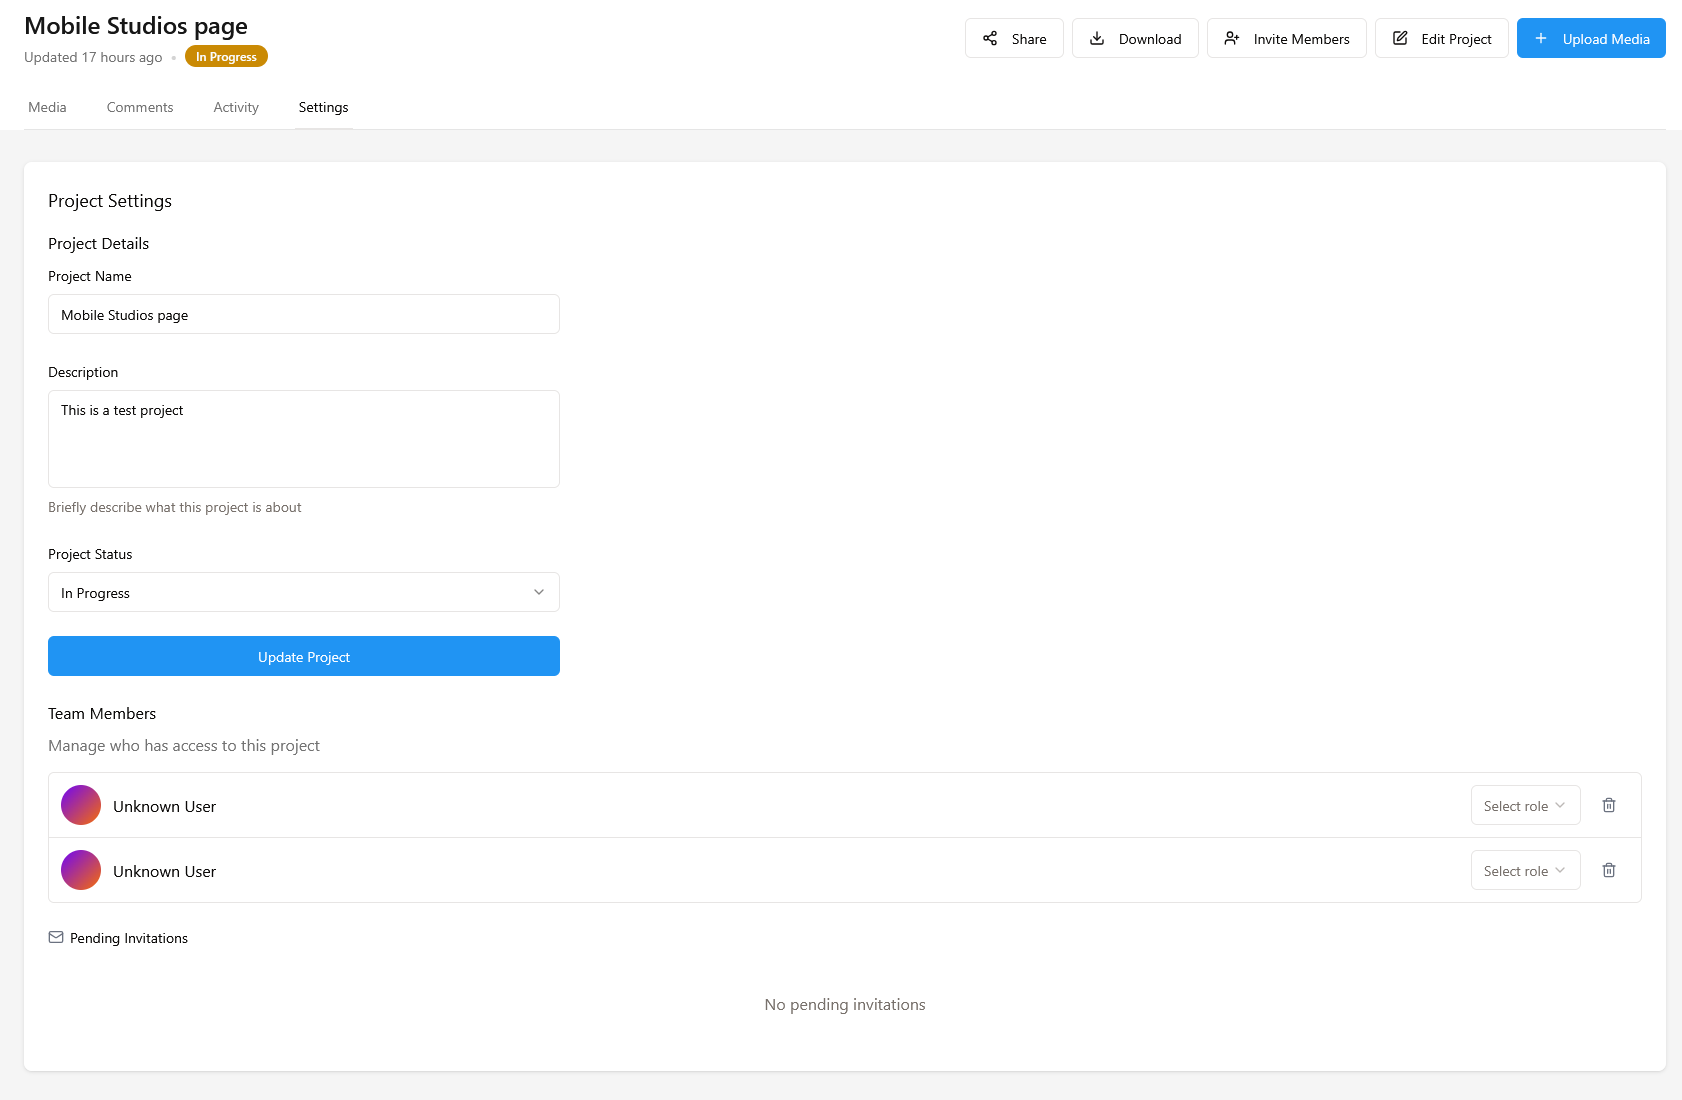 Mobile Studios page
Updated 17 hours ago • In Progress
Share
Download
Invite Members
Edit Project
Upload Media
Media
Comments
Activity
Settings
Project Settings
Project Details
Project Name
Mobile Studios page
Description
This is a test project
Briefly describe what this project is about
Project Status
In Progress
Update Project
Team Members
Manage who has access to this project
Unknown User
Select role
Unknown User
Select role
Pending Invitations
No pending invitations